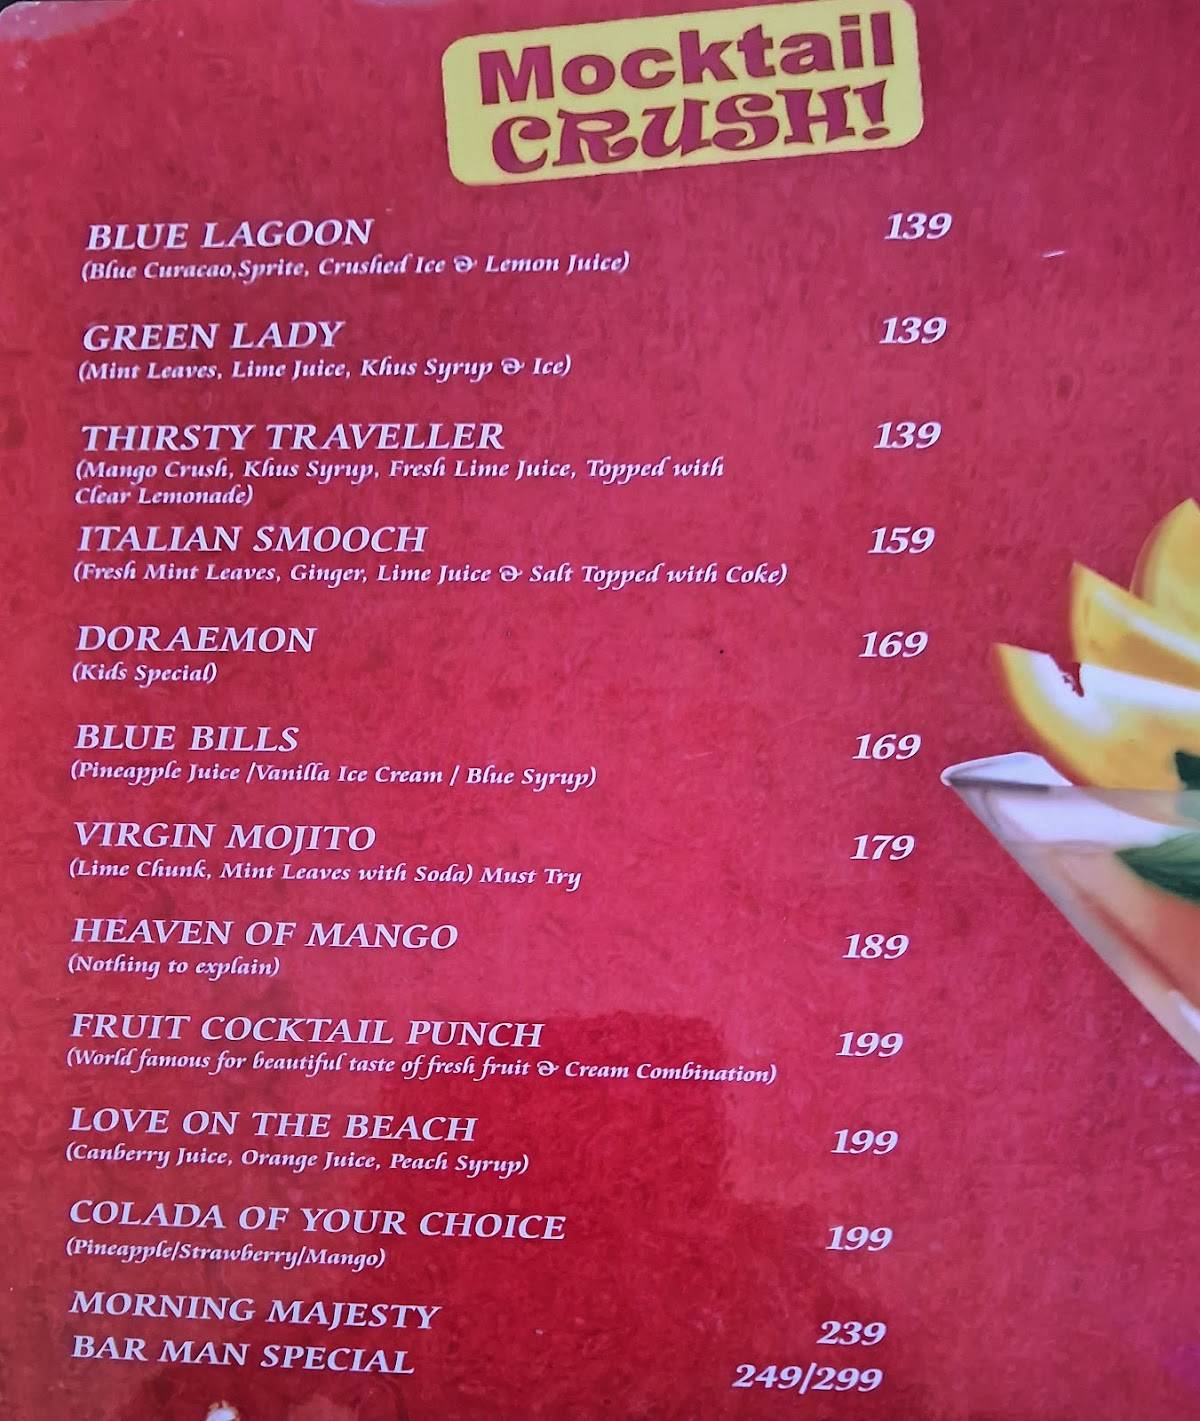 Mocktail
CRUSH!
BLUE LAGOON 139
(Blue Curacao,Sprite, Crushed Ice & Lemon Juice)
GREEN LADY 139
(Mint Leaves, Lime Juice, Khus Syrup & Ice)
THIRSTY TRAVELLER 139
(Mango Crush, Khus Syrup, Fresh Lime Juice, Topped with
Clear Lemonade)
ITALIAN SMOOCH 159
(Fresh Mint Leaves, Ginger, Lime Juice & Salt Topped with Coke)
DORAEMON 169
(Kids Special)
BLUE BILLS 169
(Pineapple Juice /Vanilla Ice Cream / Blue Syrup)
VIRGIN MOJITO 179
(Lime Chunk, Mint Leaves with Soda) Must Try
HEAVEN OF MANGO 189
(Nothing to explain)
FRUIT COCKTAIL PUNCH 199
(World famous for beautiful taste of fresh fruit & Cream Combination)
LOVE ON THE BEACH 199
(Canberry Juice, Orange Juice, Peach Syrup)
COLADA OF YOUR CHOICE 199
(Pineapple/Strawberry/Mango)
MORNING MAJESTY 239
BAR MAN SPECIAL 249/299